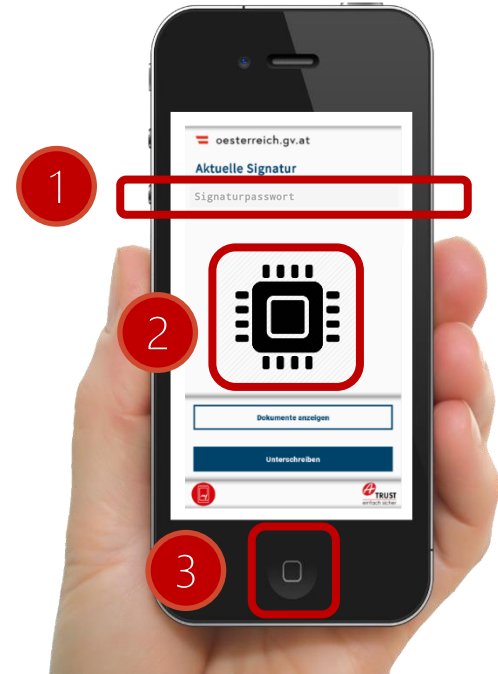 oesterreich.gv.at
Aktuelle Signatur
1
Signaturpasswort
2
Dokumente anzeigen
Unterschreiben
A TRUST
einfach sicher
3